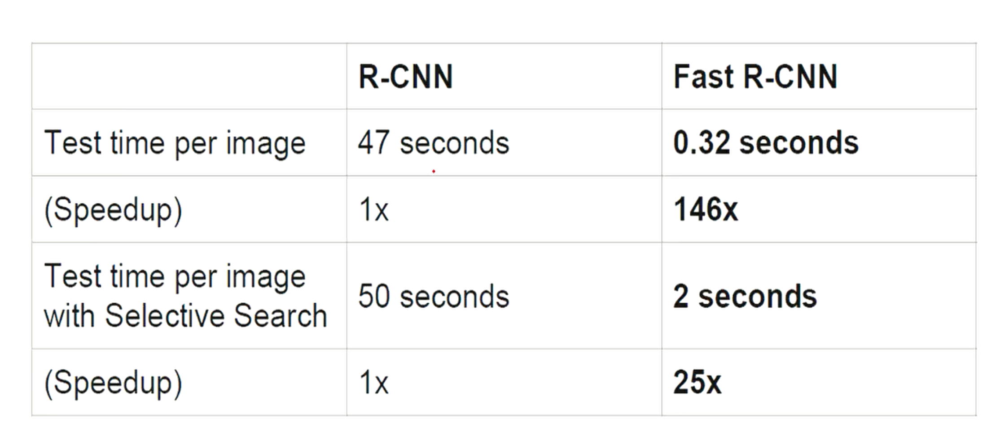 R-CNN Fast R-CNN
Test time per image 47 seconds 0.32 seconds
(Speedup) 1x 146x
Test time per image
with Selective Search 50 seconds 2 seconds
(Speedup) 1x 25x